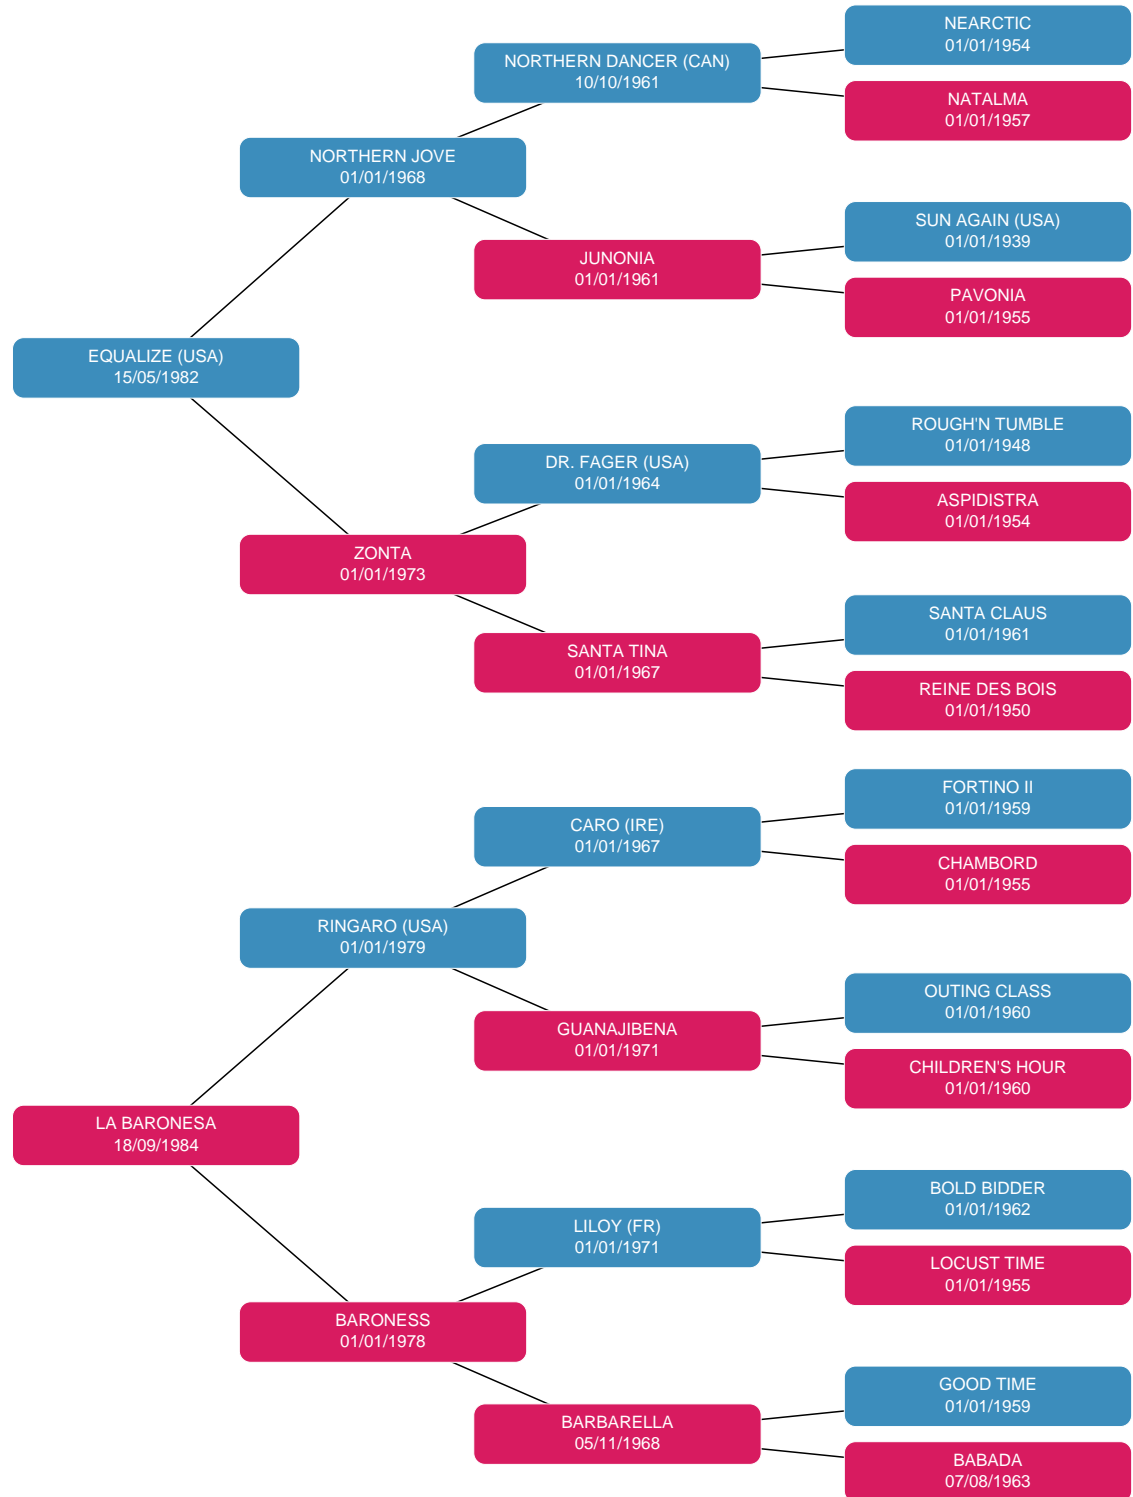 NEARCTIC
01/01/1954
NORTHERN DANCER (CAN)
10/10/1961
NATALMA
01/01/1957
NORTHERN JOVE
01/01/1968
SUN AGAIN (USA)
01/01/1939
JUNONIA
01/01/1961
PAVONIA
01/01/1955
EQUALIZE (USA)
15/05/1982
ROUGH'N TUMBLE
01/01/1948
DR. FAGER (USA)
01/01/1964
ASPIDISTRA
01/01/1954
ZONTA
01/01/1973
SANTA CLAUS
01/01/1961
SANTA TINA
01/01/1967
REINE DES BOIS
01/01/1950
FORTINO II
01/01/1959
CARO (IRE)
01/01/1967
CHAMBORD
01/01/1955
RINGARO (USA)
01/01/1979
OUTING CLASS
01/01/1960
GUANAJIBENA
01/01/1971
CHILDREN'S HOUR
01/01/1960
LA BARONESA
18/09/1984
BOLD BIDDER
01/01/1962
LILOY (FR)
01/01/1971
LOCUST TIME
01/01/1955
BARONESS
01/01/1978
GOOD TIME
01/01/1959
BARBARELLA
05/11/1968
BABADA
07/08/1963